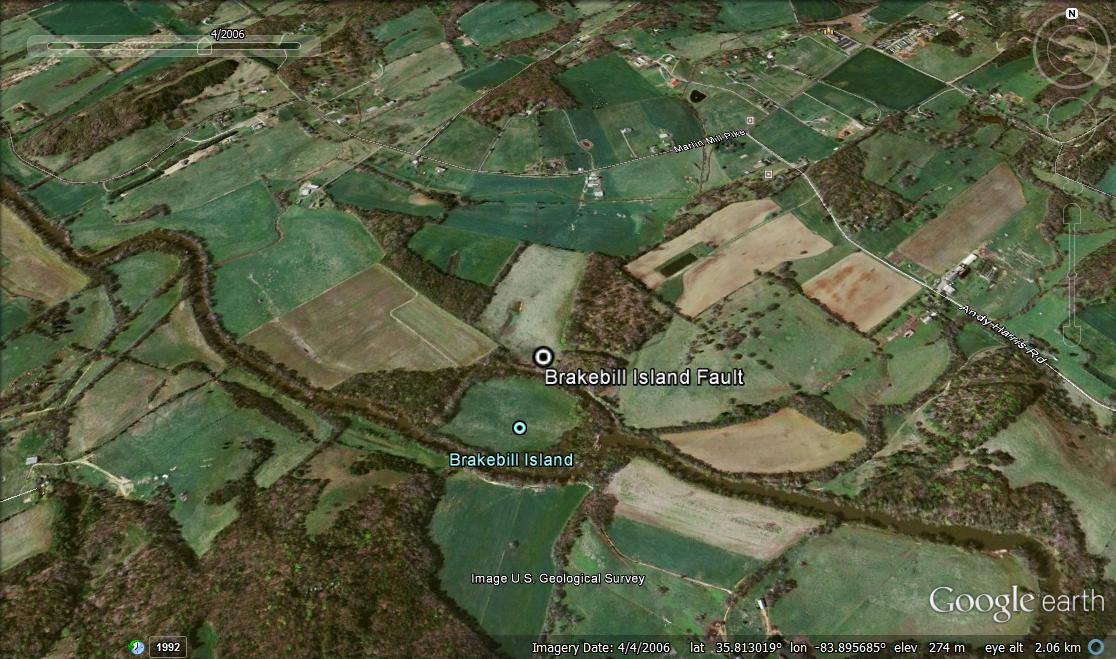 4/2006
N
Martin Mill Pike
Andy Harris Rd
Brakebill Island Fault
Brakebill Island
Image U.S. Geological Survey
Google earth
1992
Imagery Date: 4/4/2006 lat 35.813019° lon -83.895685° elev 274 m eye alt 2.06 km